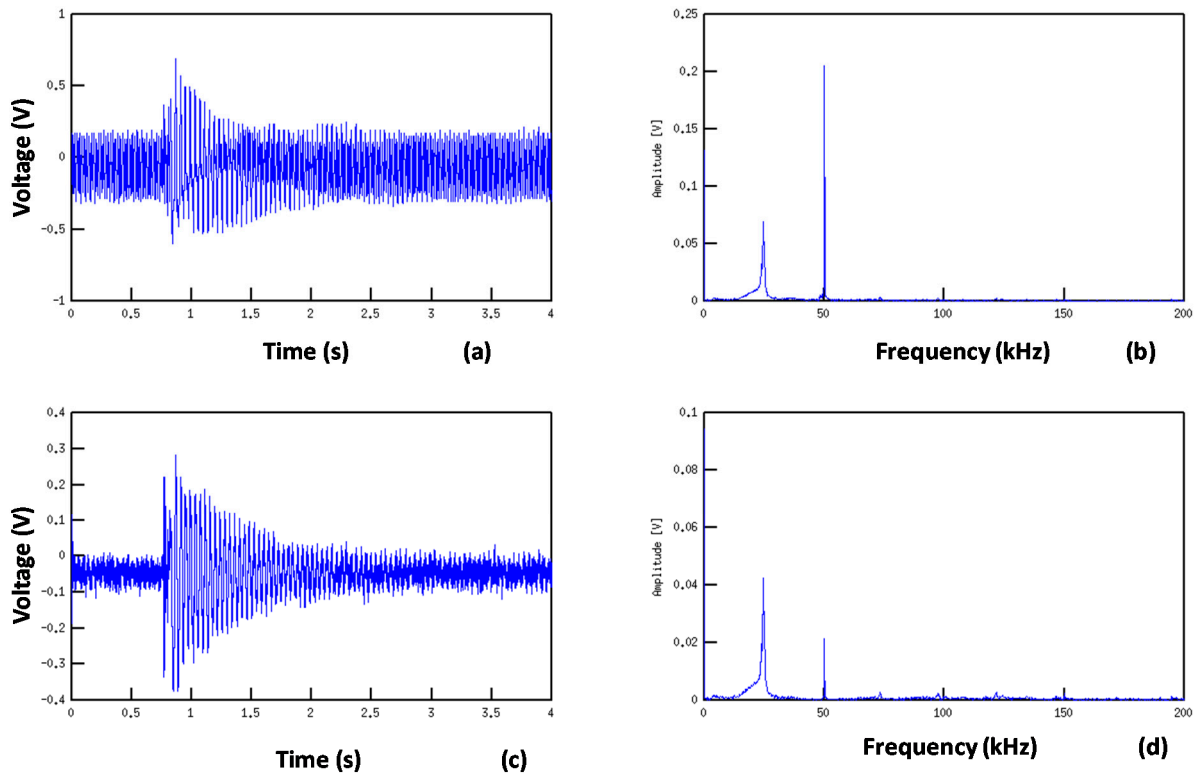 1
0.5
0
−0.5
−1
Voltage (V)
0 0.5 1 1.5 2 2.5 3 3.5 4
Time (s) (a)
0.25
0.2
0.15
0.1
0.05
0
Amplitude [V]
0 50 100 150 200
Frequency (kHz) (b)
0.4
0.3
0.2
0.1
0
−0.1
−0.2
−0.3
−0.4
Voltage (V)
0 0.5 1 1.5 2 2.5 3 3.5 4
Time (s) (c)
0.1
0.08
0.06
0.04
0.02
0
Amplitude [V]
0 50 100 150 200
Frequency (kHz) (d)